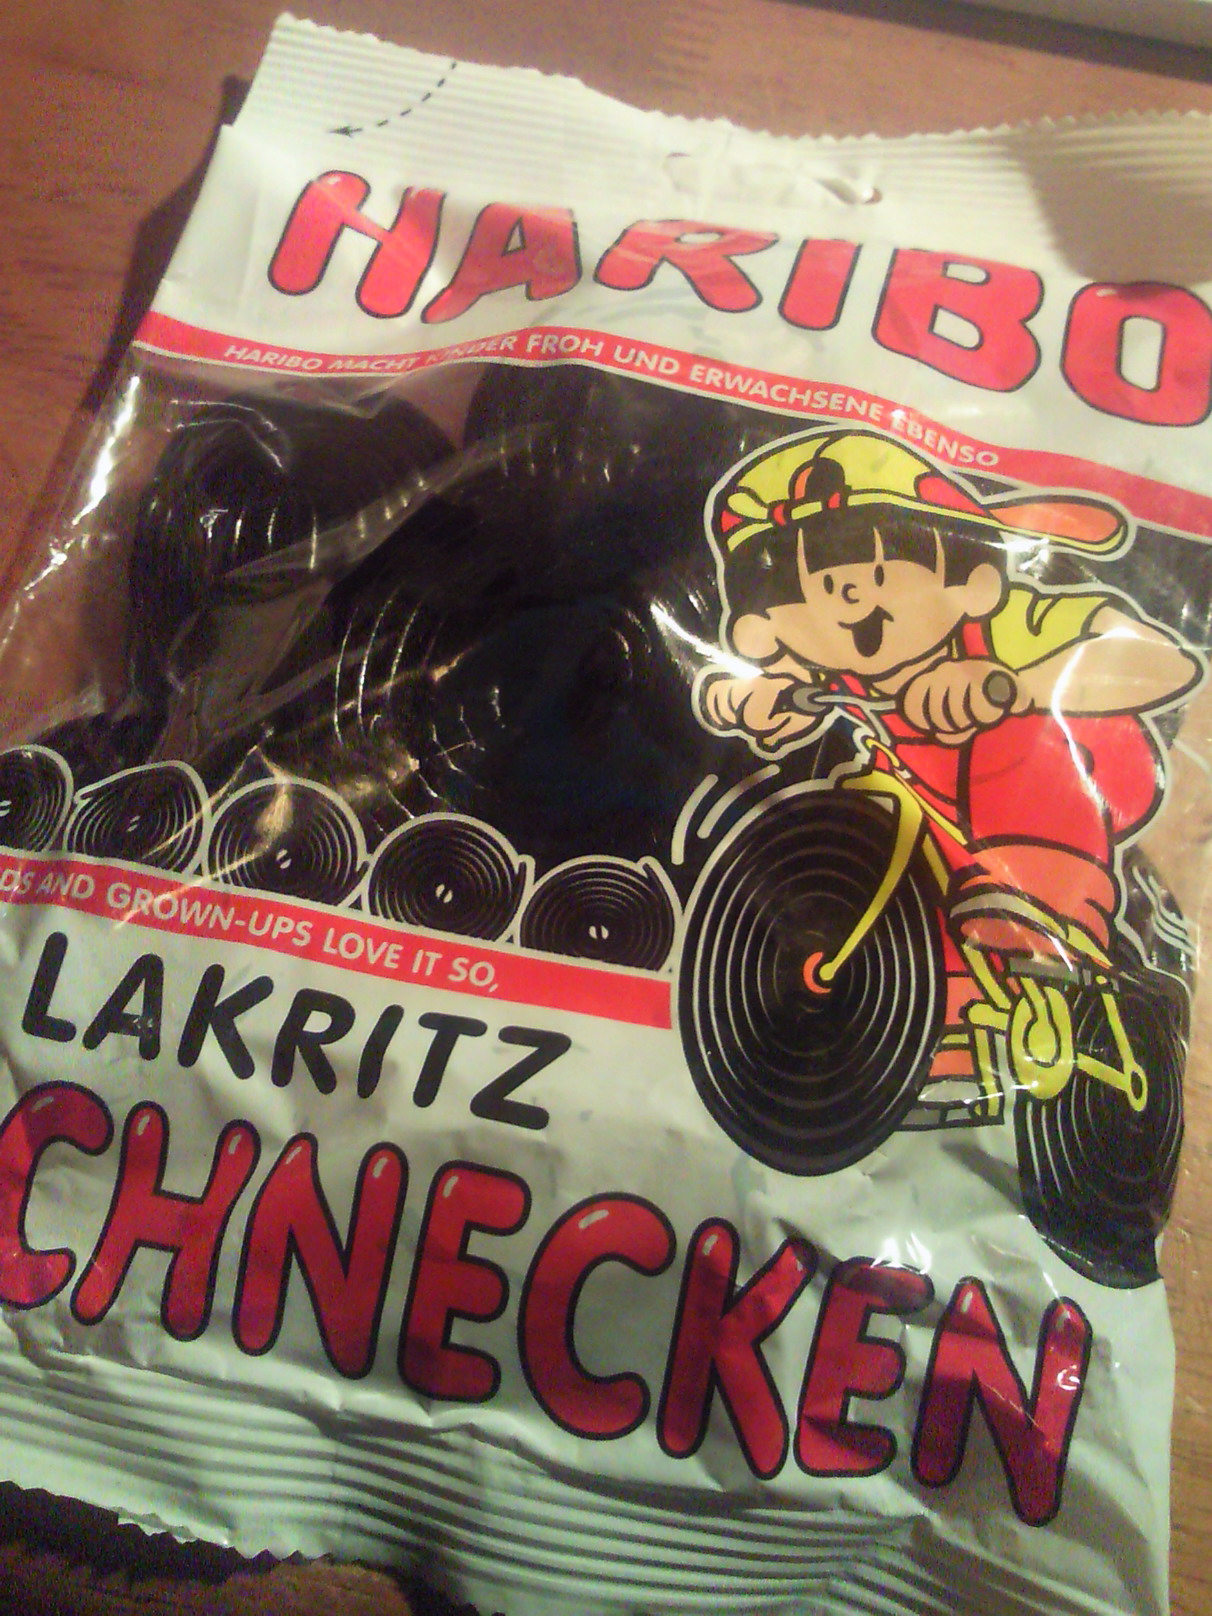 HARIBO
HARIBO MACHT KINDER FROH UND ERWACHSENE EBENSO
DS AND GROWN-UPS LOVE IT SO,
LAKRITZ
CHNECKEN